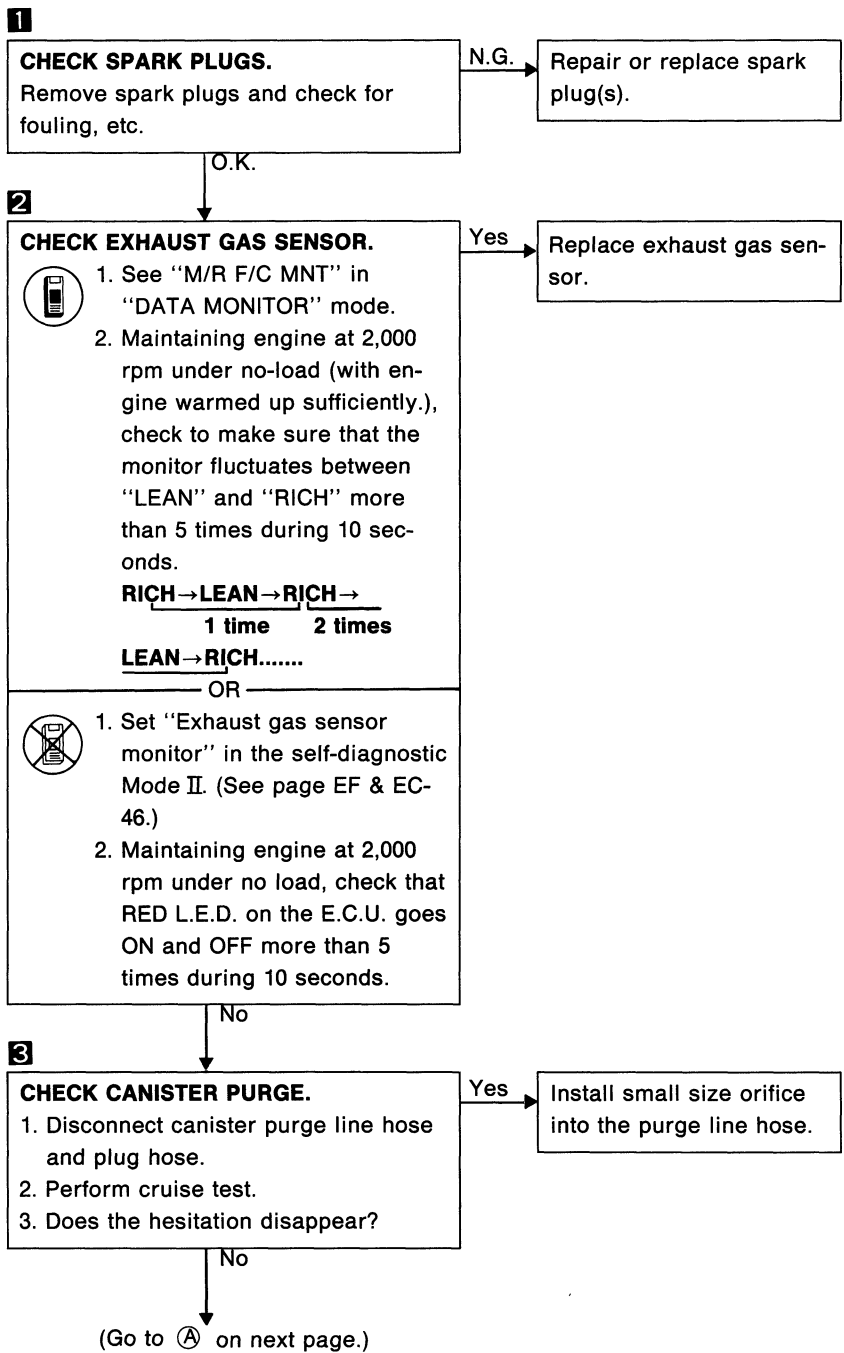 1
CHECK SPARK PLUGS.
Remove spark plugs and check for
fouling, etc.
N.G.
Repair or replace spark
plug(s).
O.K.
2
CHECK EXHAUST GAS SENSOR.
1. See "M/R F/C MNT" in
"DATA MONITOR" mode.
2. Maintaining engine at 2,000
rpm under no-load (with en-
gine warmed up sufficiently.),
check to make sure that the
monitor fluctuates between
"LEAN" and "RICH" more
than 5 times during 10 sec-
onds.
RICH→LEAN→RICH→
1 time 2 times
LEAN→RICH.......
Yes
Replace exhaust gas sen-
sor.
OR
1. Set "Exhaust gas sensor
monitor" in the self-diagnostic
Mode II. (See page EF & EC-
46.)
2. Maintaining engine at 2,000
rpm under no load, check that
RED L.E.D. on the E.C.U. goes
ON and OFF more than 5
times during 10 seconds.
No
3
CHECK CANISTER PURGE.
1. Disconnect canister purge line hose
and plug hose.
2. Perform cruise test.
3. Does the hesitation disappear?
Yes
Install small size orifice
into the purge line hose.
No
(Go to Ⓐ on next page.)